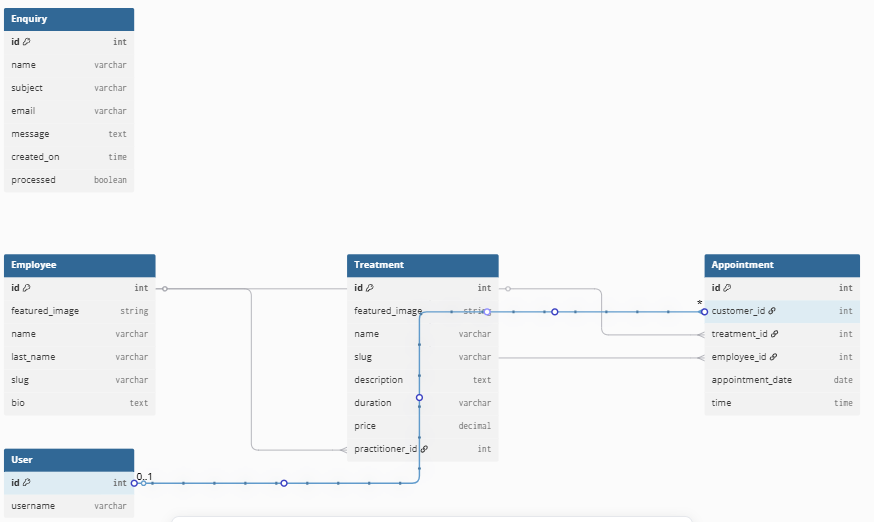 Enquiry
id int
name varchar
subject varchar
email varchar
message text
created_on time
processed boolean
Employee
id int
featured_image string
name varchar
last_name varchar
slug varchar
bio text
Treatment
id int
featured_image string
name varchar
slug varchar
description text
duration varchar
price decimal
practitioner_id int
Appointment
id int
*
customer_id int
treatment_id int
employee_id int
appointment_date date
time time
User
0..1
id int
username varchar